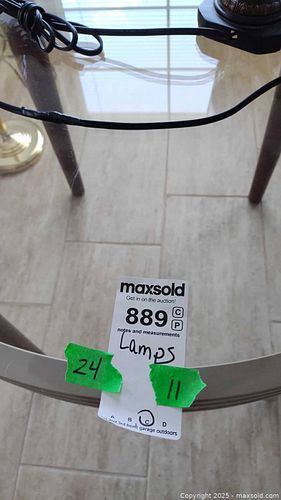 maxsold
Get in on the auction!
889 C
P
notes and measurements
Lamps
24
11
A B C D
garage outdoors
Copyright © 2025 - maxsold.com